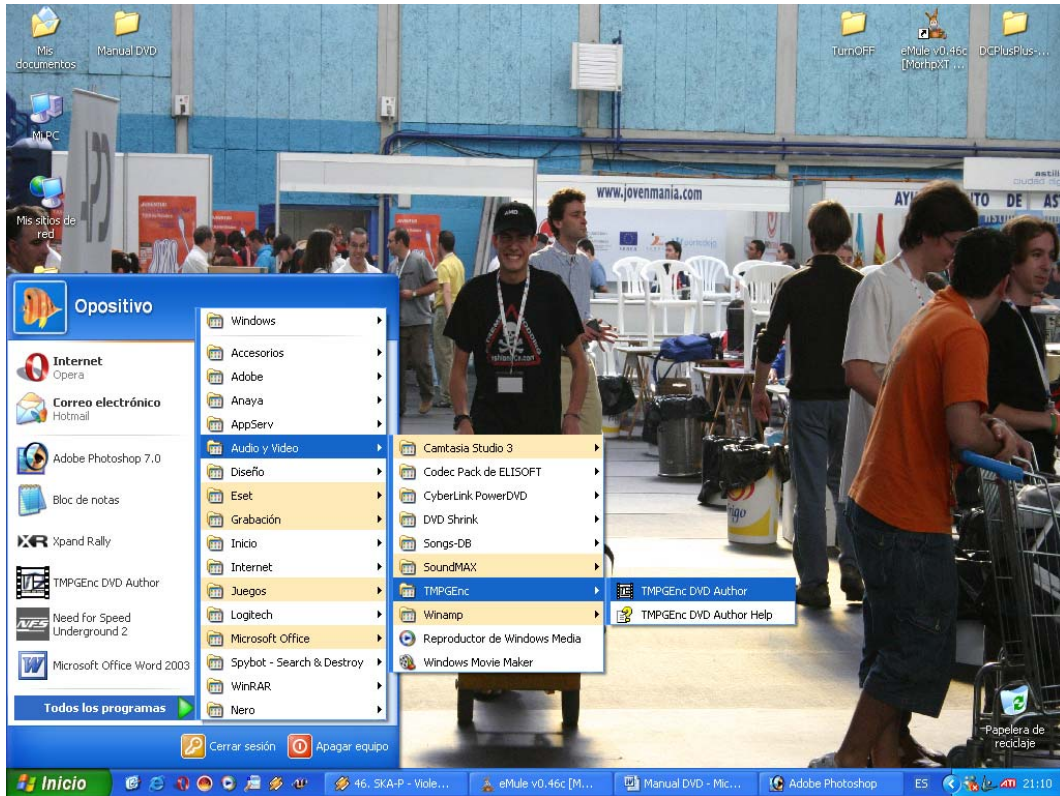 Mis documentos
Manual DVD
TurnOFF
eMule v0.46c [MorhpXT ...
DCPlusPlus-...
Mi PC
Mis sitios de red
www.jovenmania.com
TO DE AS
AMD
Opositivo
Internet
Opera
Correo electrónico
Hotmail
Adobe Photoshop 7.0
Bloc de notas
Xpand Rally
TMPGEnc DVD Author
Need for Speed Underground 2
Microsoft Office Word 2003
Todos los programas
Windows
Accesorios
Adobe
Anaya
AppServ
Audio y Video
Diseño
Eset
Grabación
Inicio
Internet
Juegos
Logitech
Microsoft Office
Spybot - Search & Destroy
WinRAR
Nero
Camtasia Studio 3
Codec Pack de ELISOFT
CyberLink PowerDVD
DVD Shrink
Songs-DB
SoundMAX
TMPGEnc
Winamp
Reproductor de Windows Media
Windows Movie Maker
TMPGEnc DVD Author
TMPGEnc DVD Author Help
Papelera de reciclaje
Cerrar sesión
Apagar equipo
Inicio
46. SKA-P - Viole...
eMule v0.46c [M...
Manual DVD - Mic...
Adobe Photoshop
ES
ATI
21:10